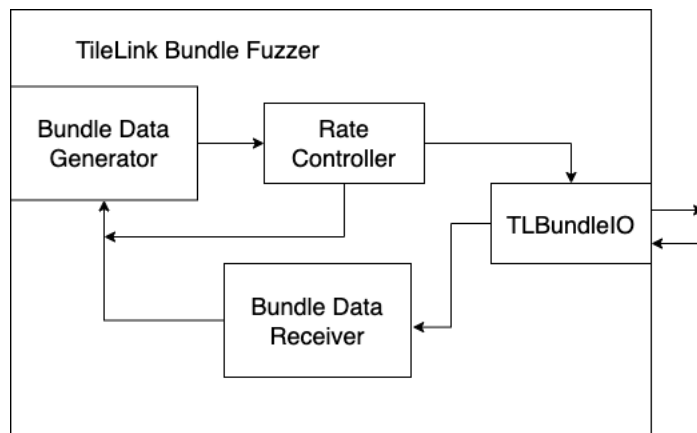 TileLink Bundle Fuzzer
Bundle Data
Generator
Rate
Controller
TLBundleIO
Bundle Data
Receiver